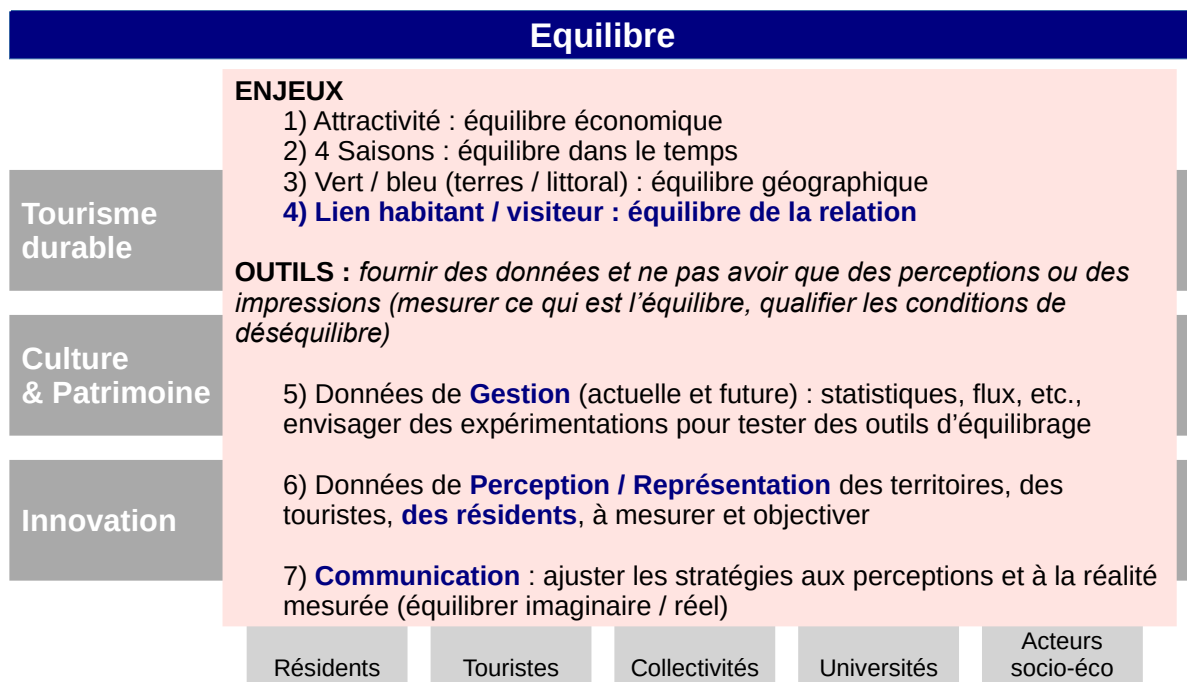 Equilibre
ENJEUX
1) Attractivité : équilibre économique
2) 4 Saisons : équilibre dans le temps
3) Vert / bleu (terres / littoral) : équilibre géographique
4) Lien habitant / visiteur : équilibre de la relation
OUTILS : fournir des données et ne pas avoir que des perceptions ou des
impressions (mesurer ce qui est l’équilibre, qualifier les conditions de
déséquilibre)
5) Données de Gestion (actuelle et future) : statistiques, flux, etc.,
envisager des expérimentations pour tester des outils d’équilibrage
6) Données de Perception / Représentation des territoires, des
touristes, des résidents, à mesurer et objectiver
7) Communication : ajuster les stratégies aux perceptions et à la réalité
mesurée (équilibrer imaginaire / réel)
Tourisme
durable
Culture
& Patrimoine
Innovation
Résidents
Touristes
Collectivités
Universités
Acteurs
socio-éco